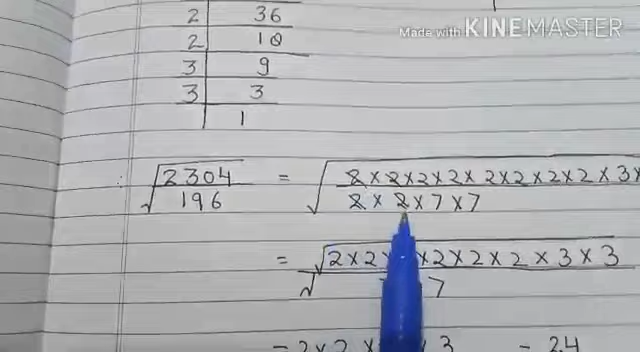 Made with KINEMASTER
2 | 36
2 | 18
3 | 9
3 | 3
| 1
√2304/196 = √2×2×2×2×2×2×2×2×3×/2×2×7×7
= √2×2 ×2×2×2×3×3/√ 7
= 2×2× ×3 = 24